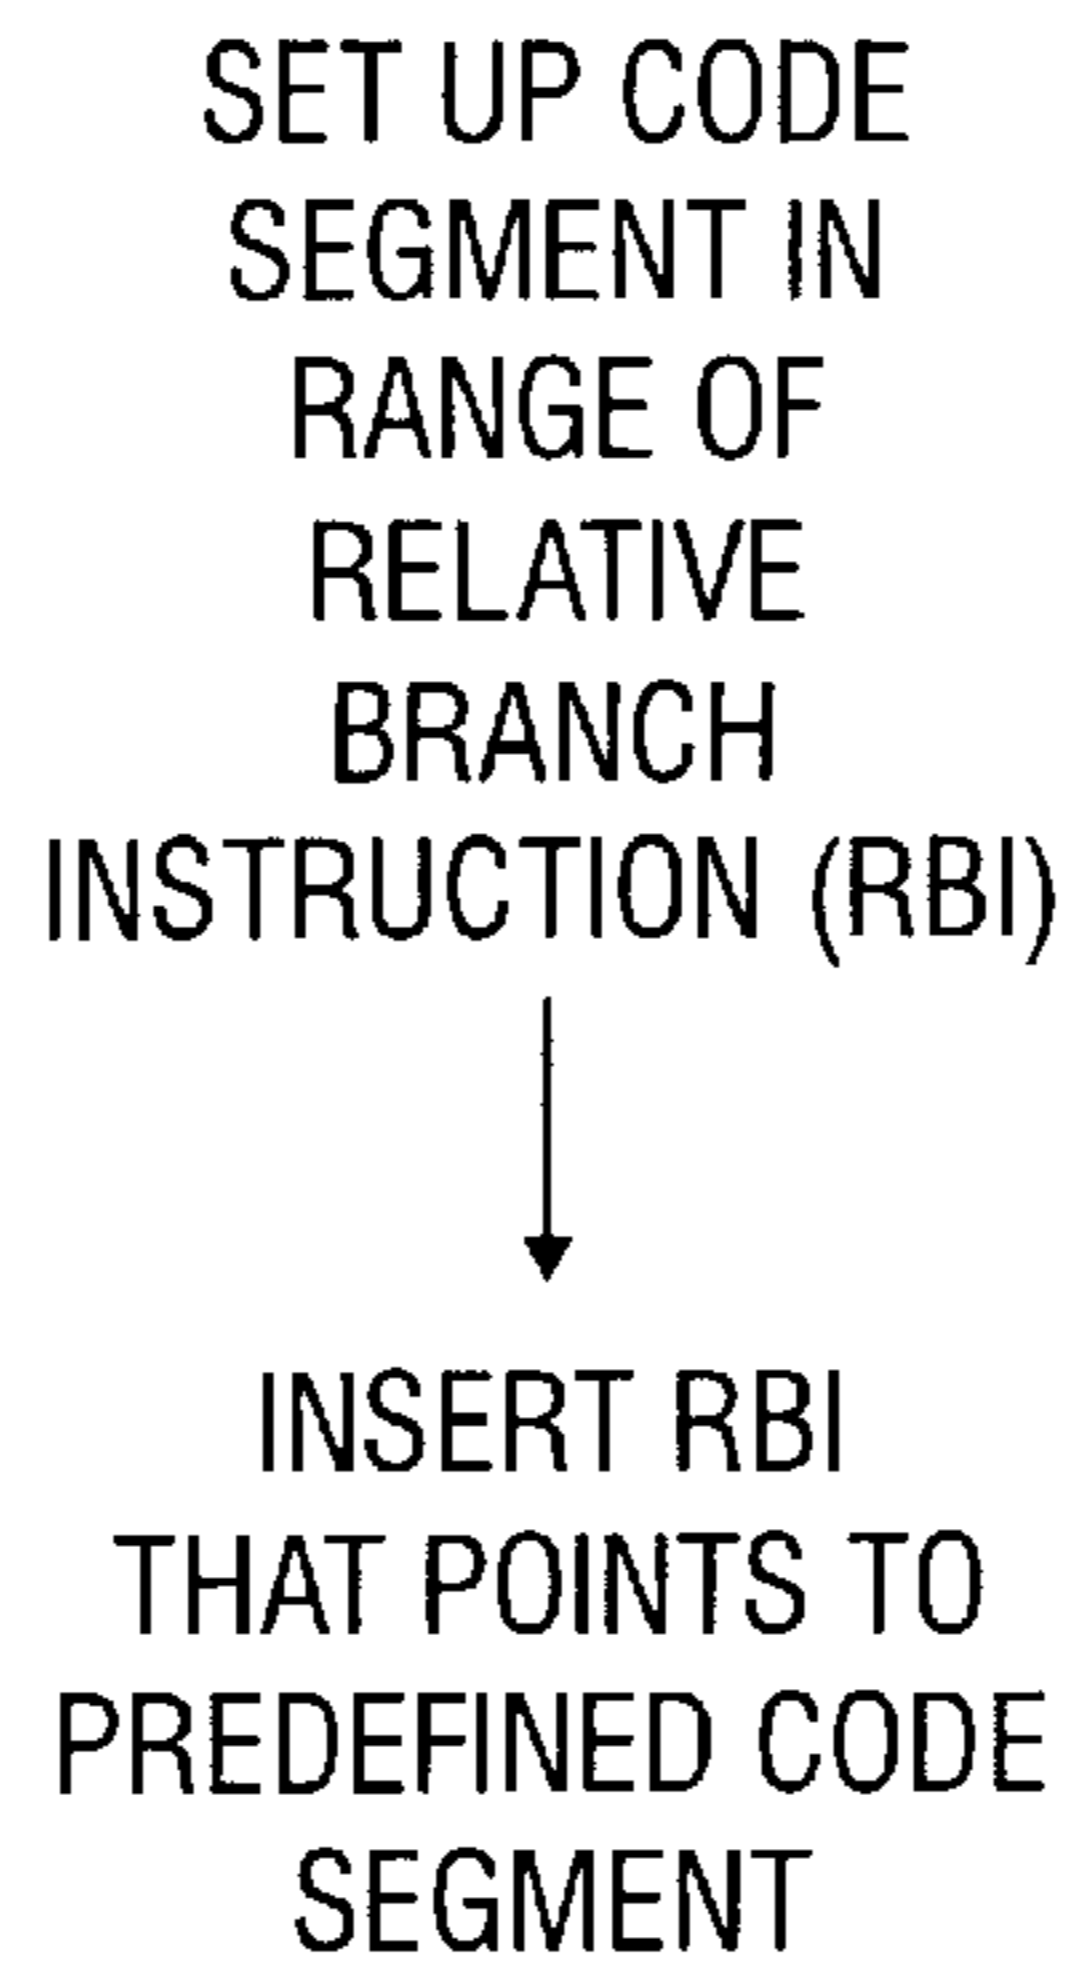 SET UP CODE
SEGMENT IN
RANGE OF
RELATIVE
BRANCH
INSTRUCTION (RBI)
INSERT RBI
THAT POINTS TO
PREDEFINED CODE
SEGMENT